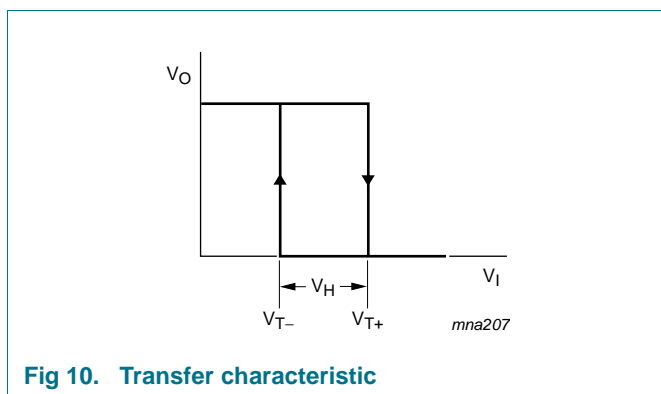 VO
VI
VH
VT−
VT+
mna207
Fig 10. Transfer characteristic